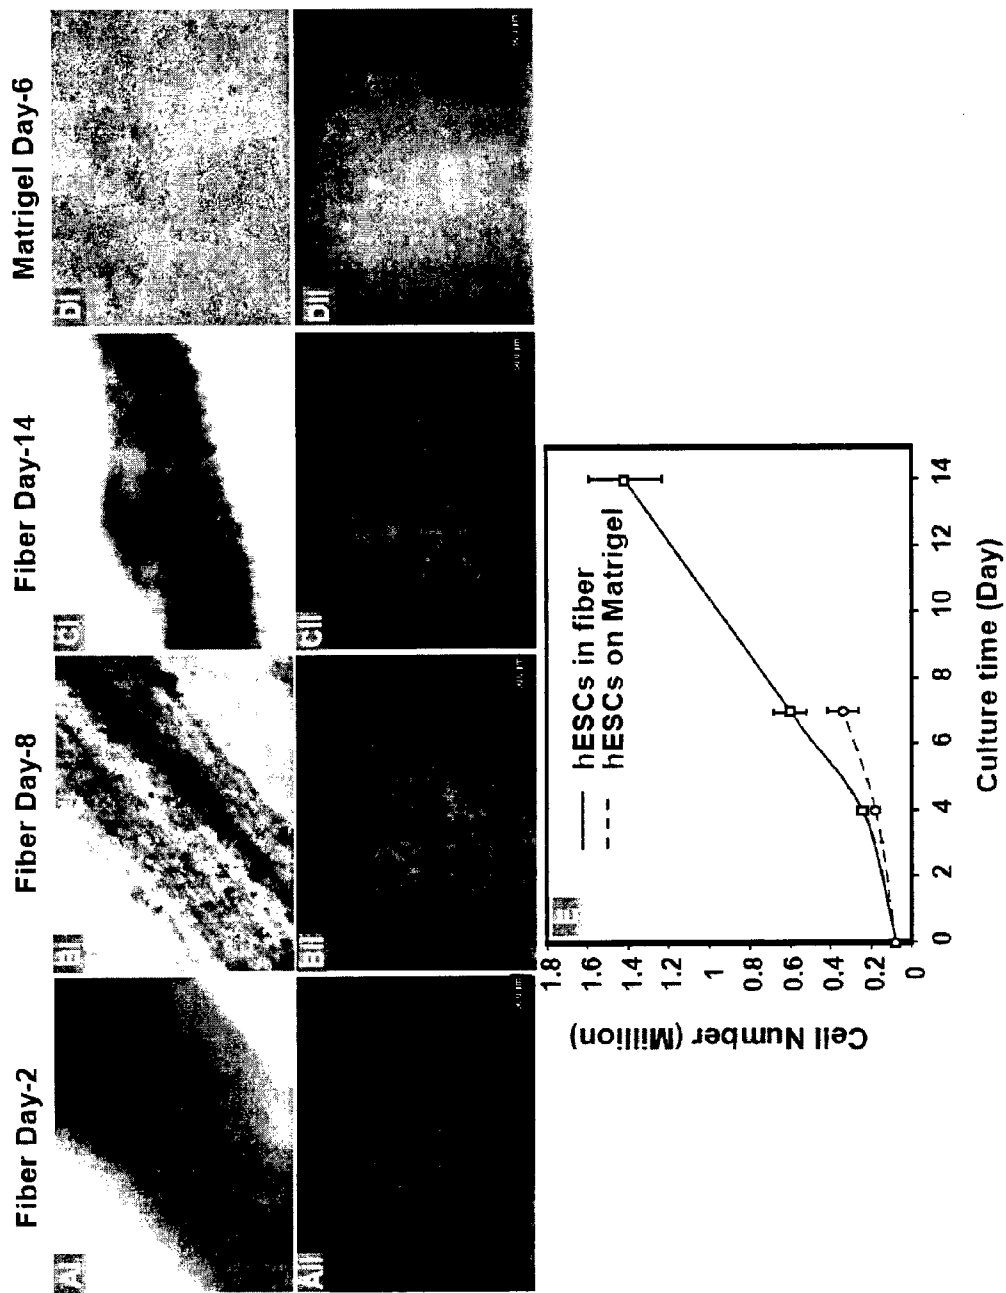 Fiber Day-2
Fiber Day-8
Fiber Day-14
Matrigel Day-6
AI
BI
CI
DI
AII
BII
CII
DII
E
hESCs in fiber
hESCs on Matrigel
Cell Number (Million)
1.8
1.6
1.4
1.2
1
0.8
0.6
0.4
0.2
0
0 2 4 6 8 10 12 14
Culture time (Day)